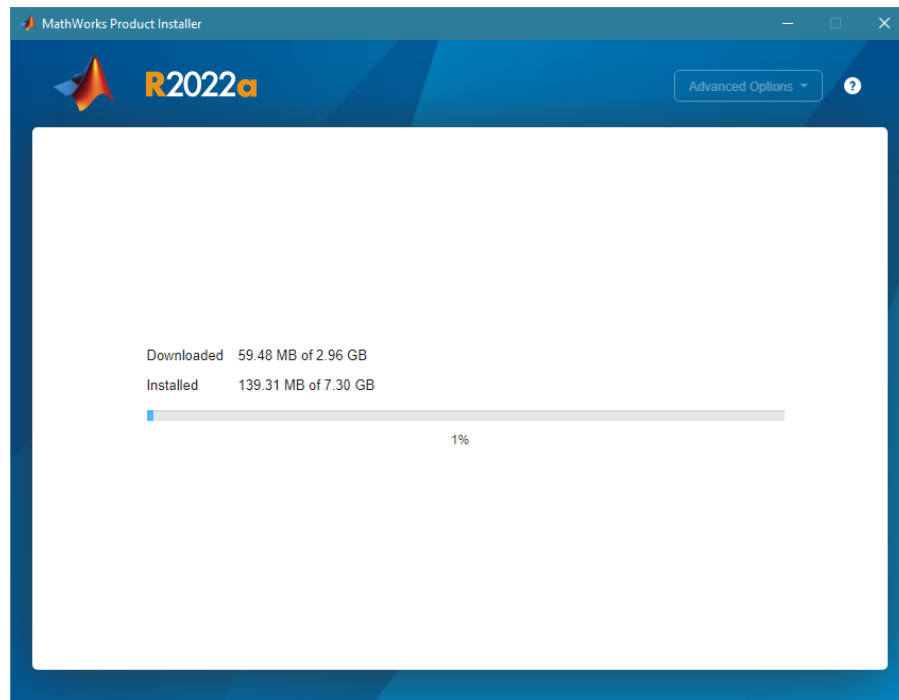 MathWorks Product Installer
R2022a
Advanced Options
?
Downloaded 59.48 MB of 2.96 GB
Installed 139.31 MB of 7.30 GB
1%